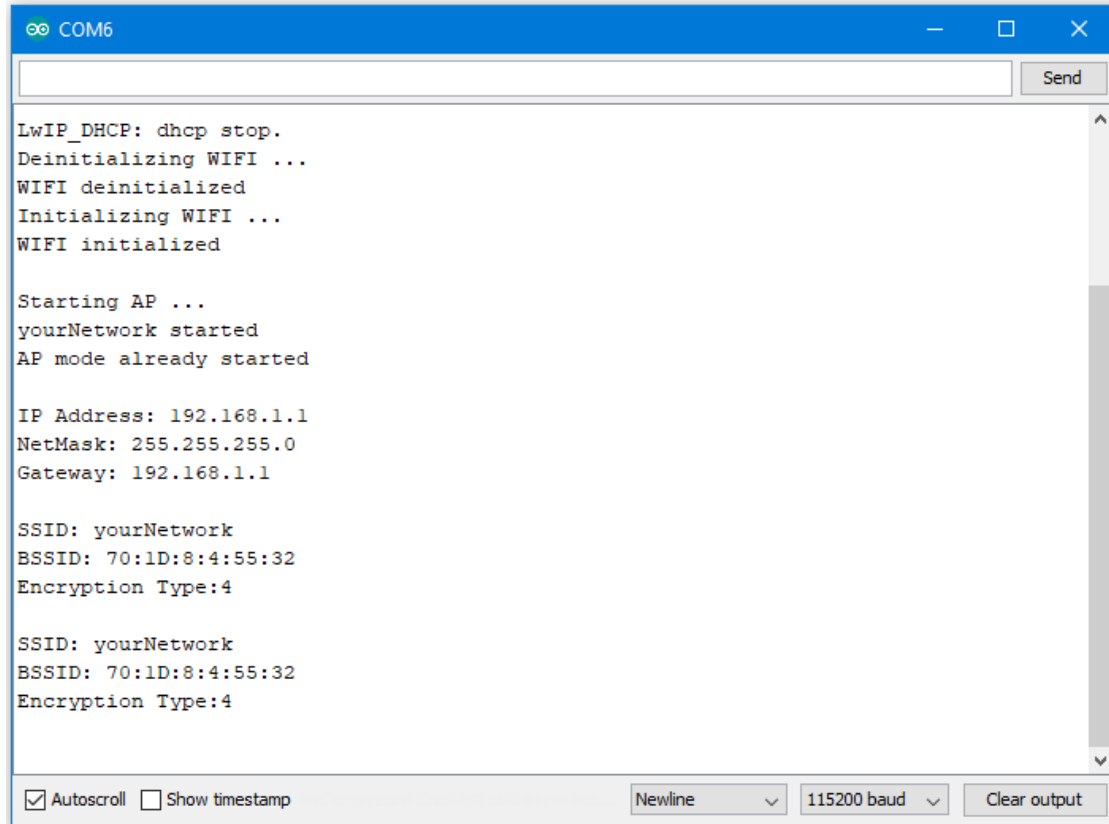 COM6
Send
LwIP_DHCP: dhcp stop.
Deinitializing WIFI ...
WIFI deinitialized
Initializing WIFI ...
WIFI initialized
Starting AP ...
yourNetwork started
AP mode already started
IP Address: 192.168.1.1
NetMask: 255.255.255.0
Gateway: 192.168.1.1
SSID: yourNetwork
BSSID: 70:1D:8:4:55:32
Encryption Type:4
SSID: yourNetwork
BSSID: 70:1D:8:4:55:32
Encryption Type:4
Autoscroll Show timestamp Newline 115200 baud Clear output